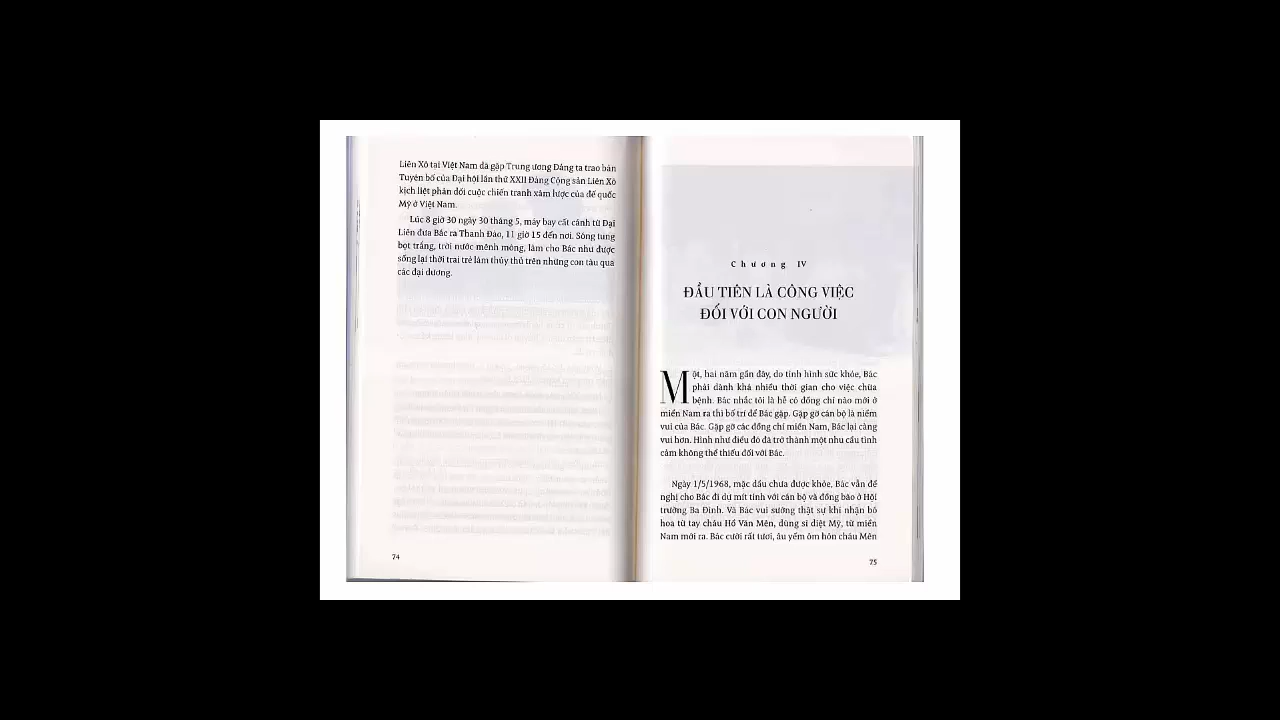 Liên Xô tại Việt Nam đã gặp Trung ương Đảng ta trao bản
Tuyên bố của Đại hội lần thứ XXII Đảng Cộng sản Liên Xô
kịch liệt phản đối cuộc chiến tranh xâm lược của đế quốc
Mỹ ở Việt Nam.
Lúc 8 giờ 30 ngày 30 tháng 5, máy bay cất cánh từ Đại
Liên đưa Bác ra Thanh Đảo, 11 giờ 15 đến nơi. Sóng tung
bọt trắng, trời nước mênh mông, làm cho Bác như được
sống lại thời trai trẻ làm thủy thủ trên những con tàu qua
các đại dương.
74
Chương IV
ĐẦU TIÊN LÀ CÔNG VIỆC
ĐỐI VỚI CON NGƯỜI
Một, hai năm gần đây, do tình hình sức khỏe, Bác
phải dành khá nhiều thời gian cho việc chữa
bệnh. Bác nhắc tôi là hễ có đồng chí nào mới ở
miền Nam ra thì bố trí để Bác gặp. Gặp gỡ cán bộ là niềm
vui của Bác. Gặp gỡ các đồng chí miền Nam, Bác lại càng
vui hơn. Hình như điều đó đã trở thành một nhu cầu tình
cảm không thể thiếu đối với Bác.
Ngày 1/5/1968, mặc dầu chưa được khỏe, Bác vẫn đề
nghị cho Bác đi dự mít tinh với cán bộ và đồng bào ở Hội
trường Ba Đình. Và Bác vui sướng thật sự khi nhận bó
hoa từ tay cháu Hồ Văn Mên, dũng sĩ diệt Mỹ, từ miền
Nam mới ra. Bác cười rất tươi, âu yếm ôm hôn cháu Mên
75